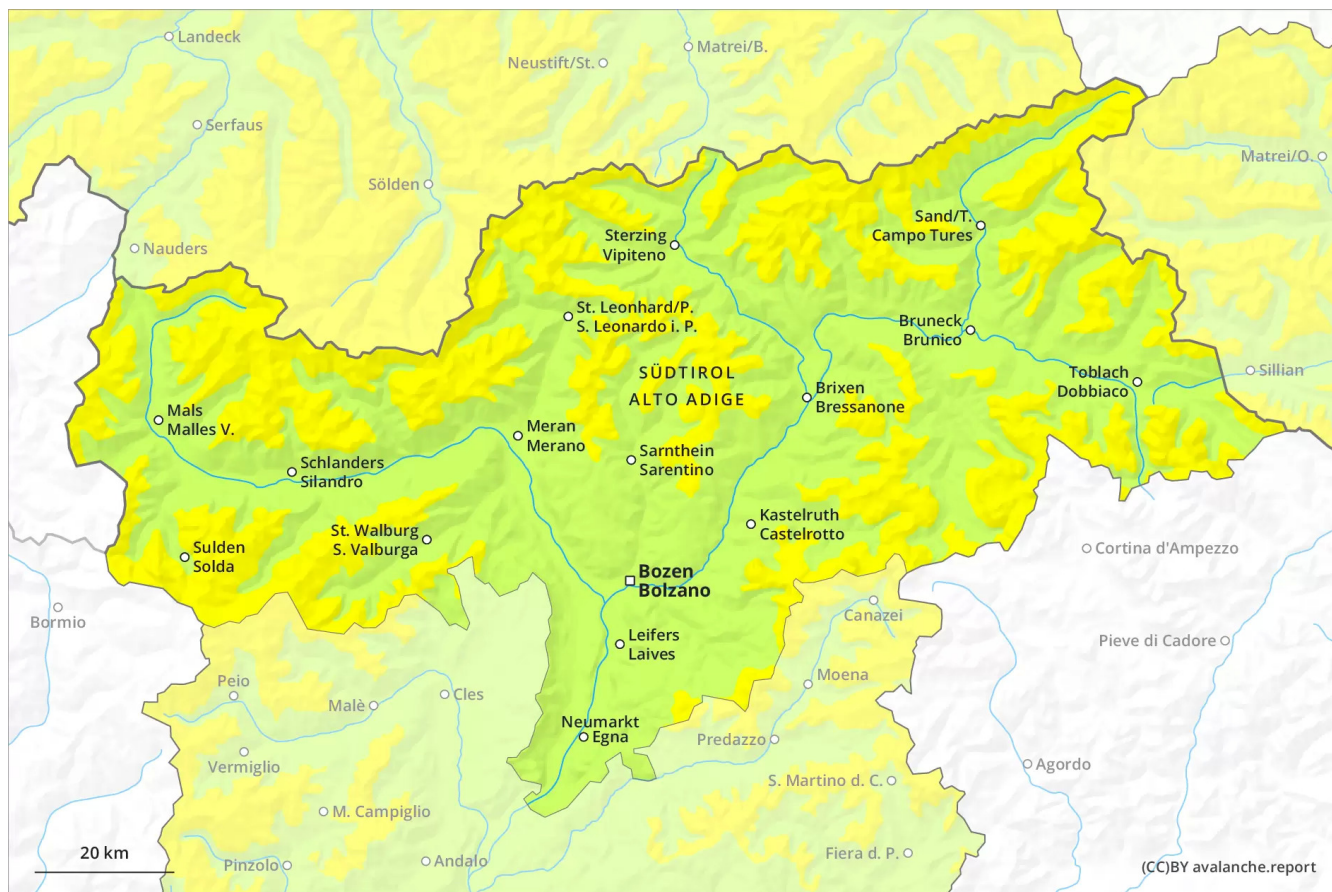 Landeck
Matrei/B.
Neustift/St.
Serfaus
Matrei/O.
Sölden
Sand/T.
Campo Tures
Sterzing
Vipiteno
Nauders
St. Leonhard/P.
S. Leonardo i. P.
Bruneck
Brunico
SÜDTIROL
ALTO ADIGE
Toblach
Dobbiaco
Sillian
Brixen
Bressanone
Mals
Malles V.
Meran
Merano
Sarnthein
Sarentino
Schlanders
Silandro
Kastelruth
Castelrotto
St. Walburg
S. Valburga
Sulden
Solda
Cortina d'Ampezzo
Bozen
Bolzano
Bormio
Canazei
Leifers
Laives
Pieve di Cadore
Peio
Moena
Cles
Malè
Neumarkt
Egna
Predazzo
Vermiglio
Agordo
S. Martino d. C.
M. Campiglio
20 km
Pinzolo
Andalo
Fiera d. P.
(CC)BY avalanche.report